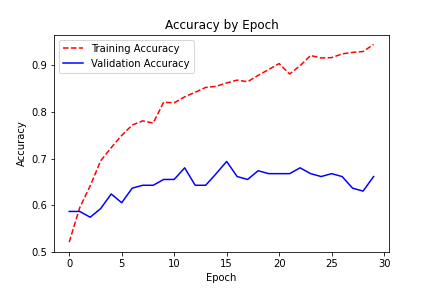 Accuracy by Epoch
Training Accuracy
Validation Accuracy
Accuracy
0.9
0.8
0.7
0.6
0.5
0 5 10 15 20 25 30
Epoch